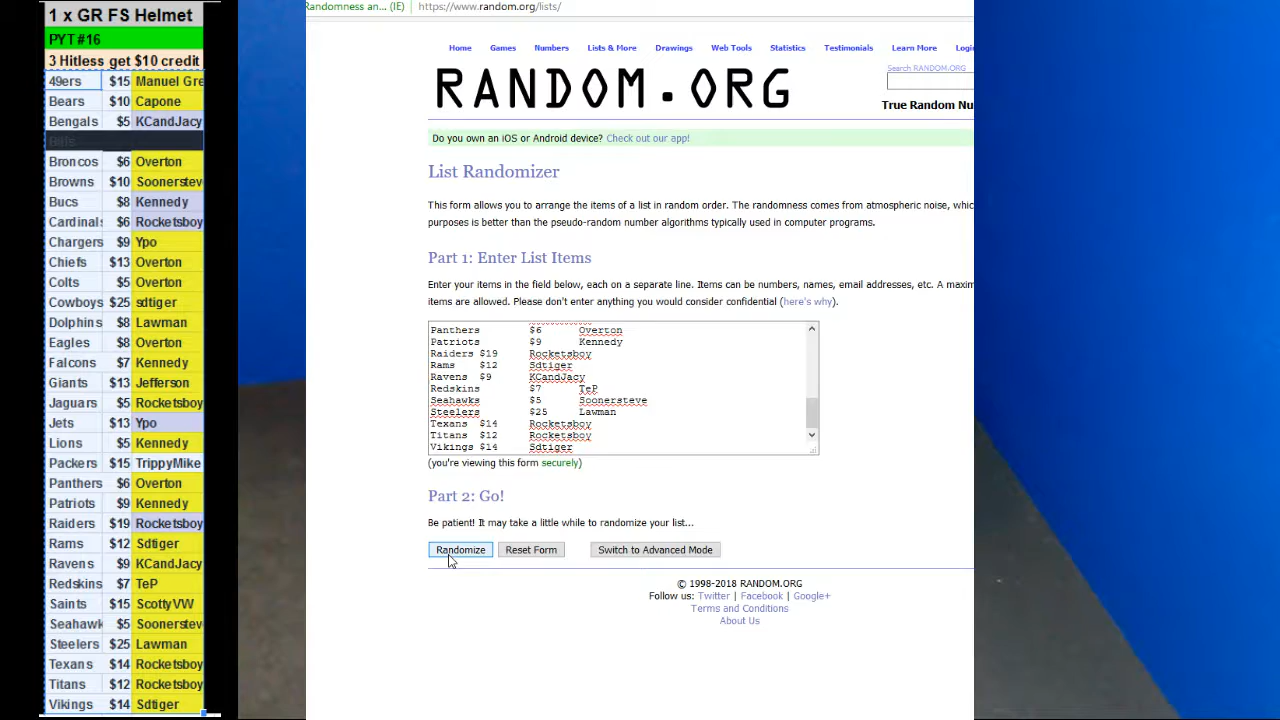 1 x GR FS Helmet
PYT #16
3 Hitless get $10 credit
49ers $15 Manuel Gre
Bears $10 Capone
Bengals $5 KCandJacy
Bills
Broncos $6 Overton
Browns $10 Soonerstev
Bucs $8 Kennedy
Cardinals $6 Rocketsboy
Chargers $9 Ypo
Chiefs $13 Overton
Colts $5 Overton
Cowboys $25 sdtiger
Dolphins $8 Lawman
Eagles $8 Overton
Falcons $7 Kennedy
Giants $13 Jefferson
Jaguars $5 Rocketsboy
Jets $13 Ypo
Lions $5 Kennedy
Packers $15 TrippyMike
Panthers $6 Overton
Patriots $9 Kennedy
Raiders $19 Rocketsboy
Rams $12 Sdtiger
Ravens $9 KCandJacy
Redskins $7 TeP
Saints $15 ScottyVW
Seahawk $5 Soonerstev
Steelers $25 Lawman
Texans $14 Rocketsboy
Titans $12 Rocketsboy
Vikings $14 Sdtiger
Randomness an... (IE) https://www.random.org/lists/
Home Games Numbers Lists & More Drawings Web Tools Statistics Testimonials Learn More Login
Search RANDOM.ORG
RANDOM.ORG
True Random Nu
Do you own an iOS or Android device? Check out our app!
List Randomizer
This form allows you to arrange the items of a list in random order. The randomness comes from atmospheric noise, whic
purposes is better than the pseudo-random number algorithms typically used in computer programs.
Part 1: Enter List Items
Enter your items in the field below, each on a separate line. Items can be numbers, names, email addresses, etc. A maxim
items are allowed. Please don't enter anything you would consider confidential (here's why).
Panthers $6 Overton
Patriots $9 Kennedy
Raiders $19 Rocketsboy
Rams $12 Sdtiger
Ravens $9 KCandJacy
Redskins $7 TeP
Seahawks $5 Soonersteve
Steelers $25 Lawman
Texans $14 Rocketsboy
Titans $12 Rocketsboy
Vikings $14 Sdtiger
(you're viewing this form securely)
Part 2: Go!
Be patient! It may take a little while to randomize your list...
Randomize Reset Form Switch to Advanced Mode
© 1998-2018 RANDOM.ORG
Follow us: Twitter | Facebook | Google+
Terms and Conditions
About Us